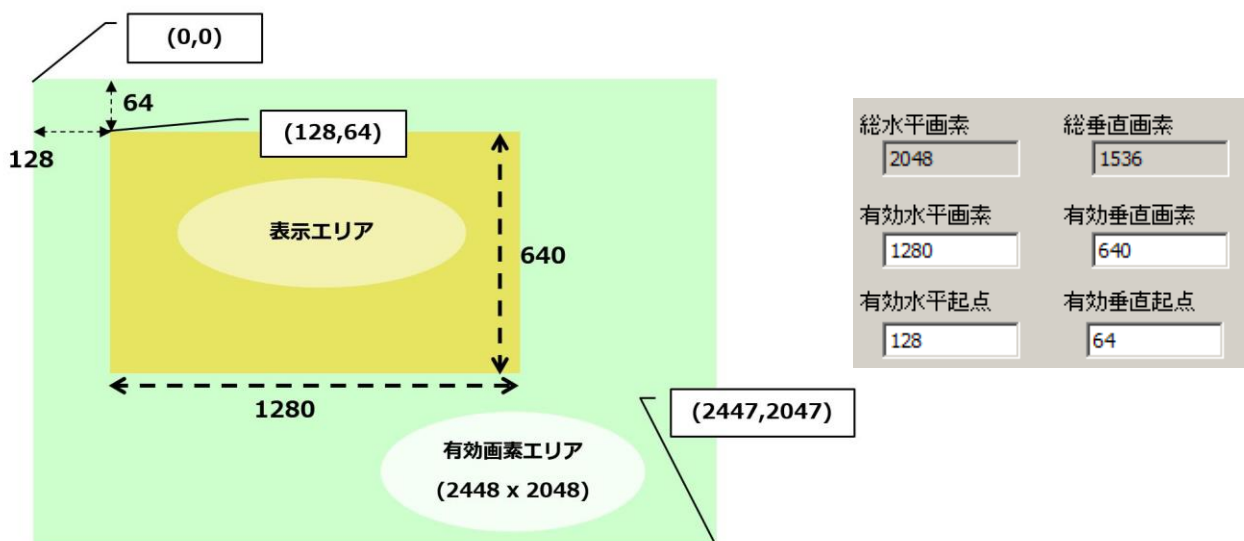 (0,0)
64
(128,64)
128
表示エリア
640
1280
(2447,2047)
有効画素エリア
(2448 x 2048)
総水平画素 総垂直画素
2048 1536
有効水平画素 有効垂直画素
1280 640
有効水平起点 有効垂直起点
128 64